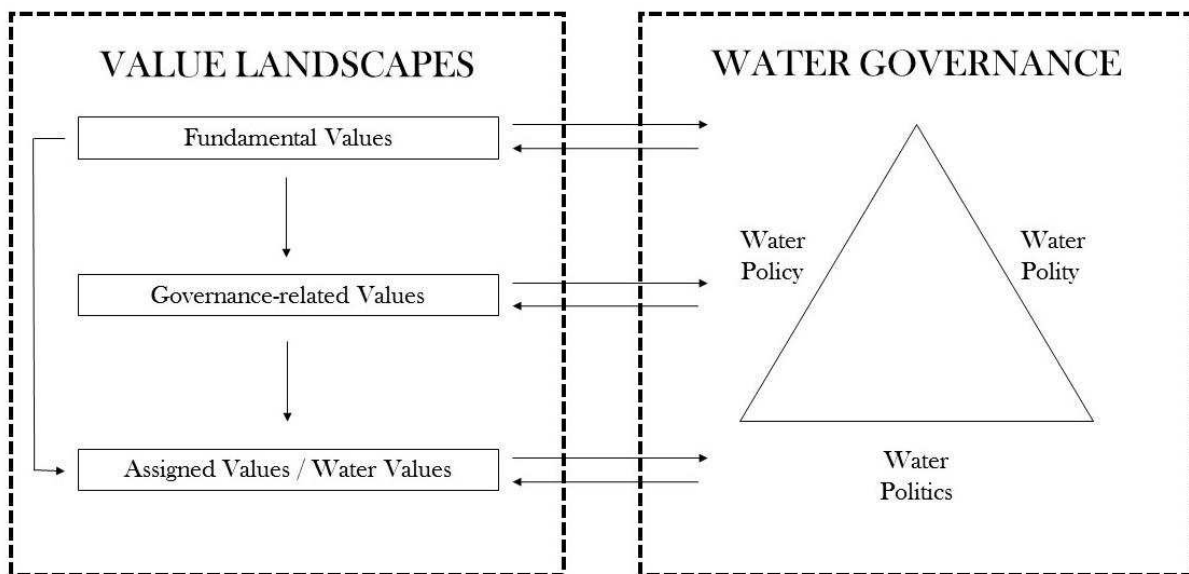 VALUE LANDSCAPES
Fundamental Values
Governance-related Values
Assigned Values / Water Values
WATER GOVERNANCE
Water
Policy
Water
Polity
Water
Politics